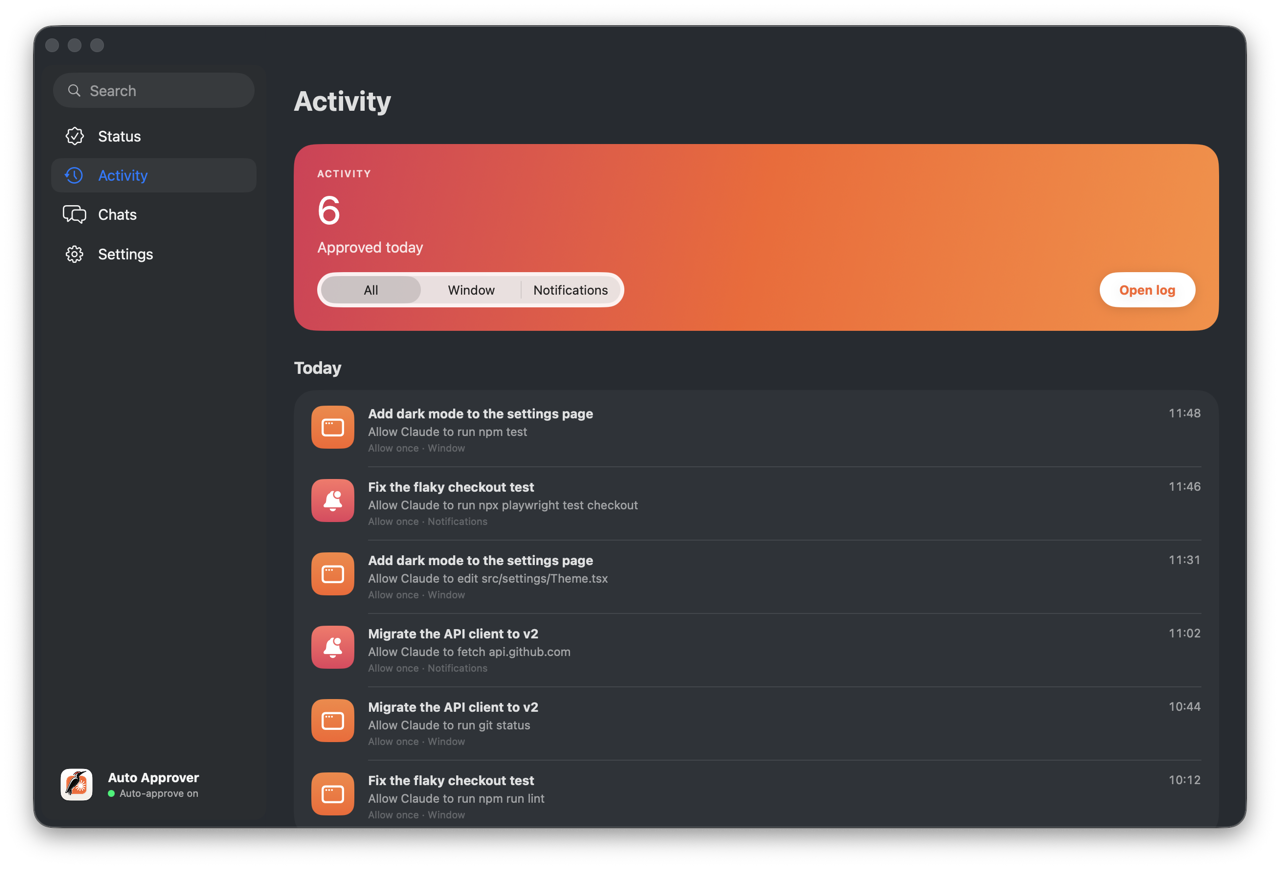 Search
Status
Activity
Chats
Settings
Auto Approver
Auto-approve on
Activity
ACTIVITY
6
Approved today
All
Window
Notifications
Open log
Today
Add dark mode to the settings page
11:48
Allow Claude to run npm test
Allow once · Window
Fix the flaky checkout test
11:46
Allow Claude to run npx playwright test checkout
Allow once · Notifications
Add dark mode to the settings page
11:31
Allow Claude to edit src/settings/Theme.tsx
Allow once · Window
Migrate the API client to v2
11:02
Allow Claude to fetch api.github.com
Allow once · Notifications
Migrate the API client to v2
10:44
Allow Claude to run git status
Allow once · Window
Fix the flaky checkout test
10:12
Allow Claude to run npm run lint
Allow once · Window